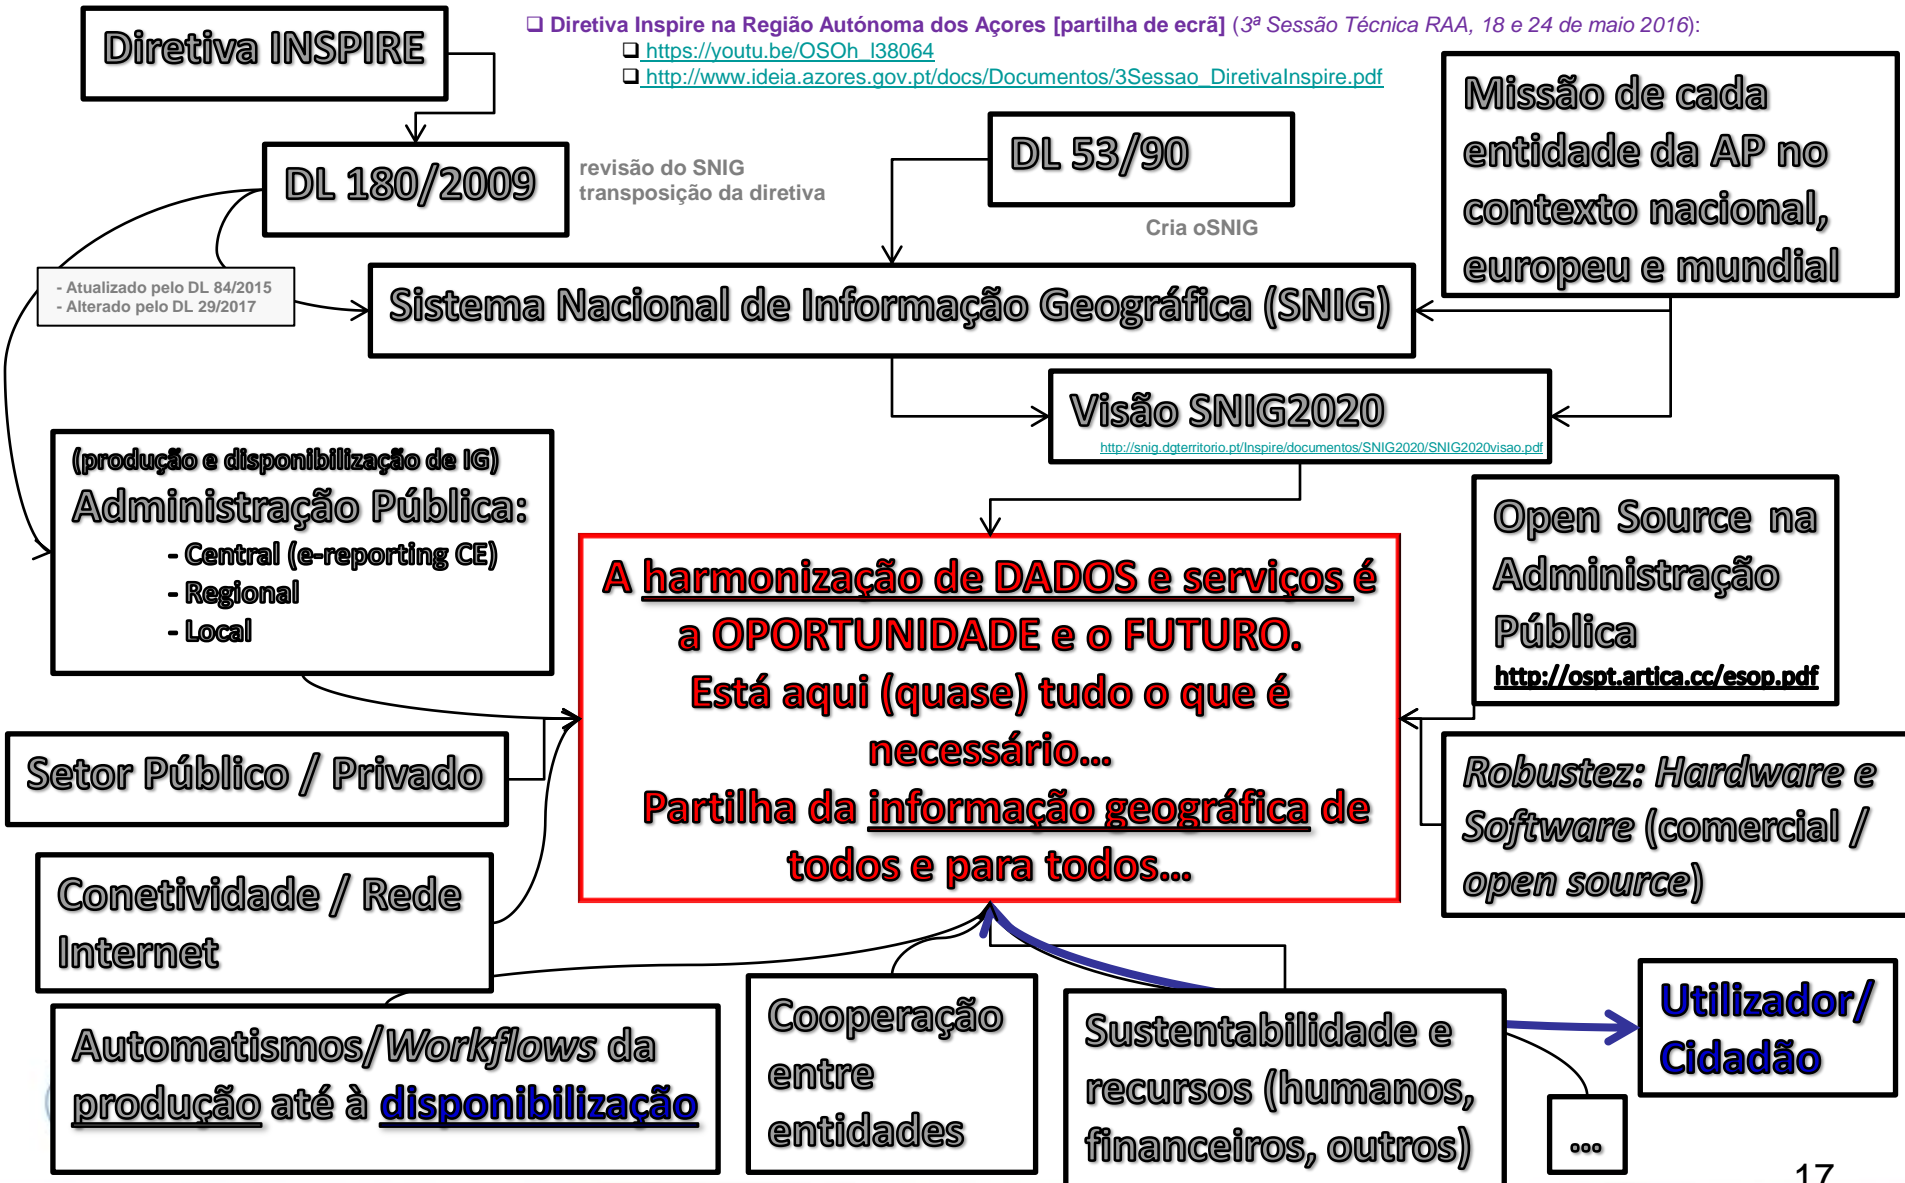 ❑ Diretiva Inspire na Região Autónoma dos Açores [partilha de ecrã] (3ª Sessão Técnica RAA, 18 e 24 de maio 2016):
❑ https://youtu.be/OSOh_I38064
❑ http://www.ideia.azores.gov.pt/docs/Documentos/3Sessao_DiretivaInspire.pdf
Diretiva INSPIRE
DL 180/2009
revisão do SNIG
transposição da diretiva
DL 53/90
Cria oSNIG
Missão de cada
entidade da AP no
contexto nacional,
europeu e mundial
- Atualizado pelo DL 84/2015
- Alterado pelo DL 29/2017
Sistema Nacional de Informação Geográfica (SNIG)
Visão SNIG2020
http://snig.dgterritorio.pt/Inspire/documentos/SNIG2020/SNIG2020visao.pdf
(produção e disponibilização de IG)
Administração Pública:
- Central (e-reporting CE)
- Regional
- Local
A harmonização de DADOS e serviços é
a OPORTUNIDADE e o FUTURO.
Está aqui (quase) tudo o que é
necessário...
Partilha da informação geográfica de
todos e para todos...
Open Source na
Administração
Pública
http://ospt.artica.cc/esop.pdf
Setor Público / Privado
Robustez: Hardware e
Software (comercial /
open source)
Conetividade / Rede
Internet
Automatismos/Workflows da
produção até à disponibilização
Cooperação
entre
entidades
Sustentabilidade e
recursos (humanos,
financeiros, outros)
...
Utilizador/
Cidadão
17